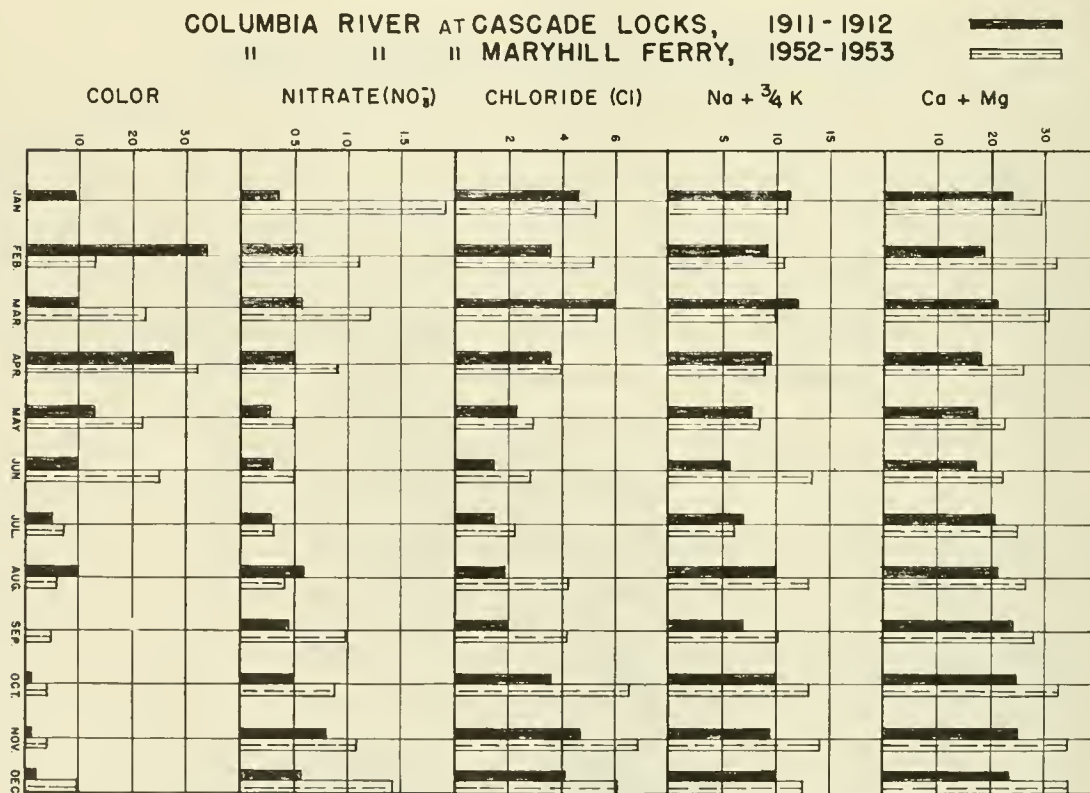 COLUMBIA RIVER AT CASCADE LOCKS, 1911-1912
" " " MARYHILL FERRY, 1952-1953
COLOR NITRATE(NO₃⁻) CHLORIDE (Cl) Na + ¾ K Ca + Mg
10 20 30 0.5 1.0 1.5 2 4 6 5 10 15 10 20 30
JAN
FEB.
MAR.
APR.
MAY
JUN.
JUL.
AUG.
SEP.
OCT.
NOV.
DEC